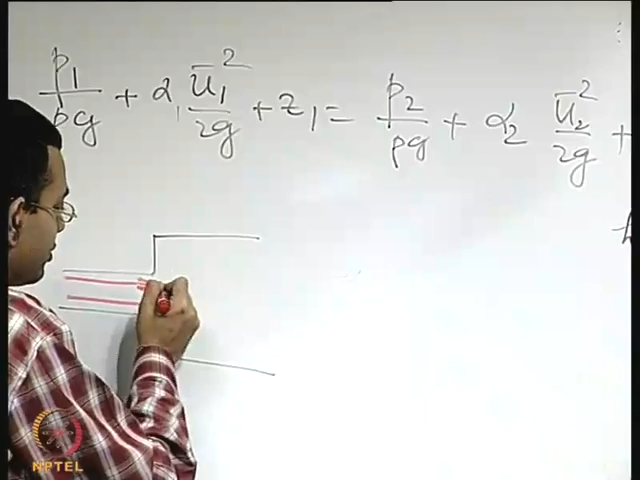 p₁/ρg + α₁ ū₁²/2g + z₁ = p₂/ρg + α₂ ū₂²/2g +
NPTEL